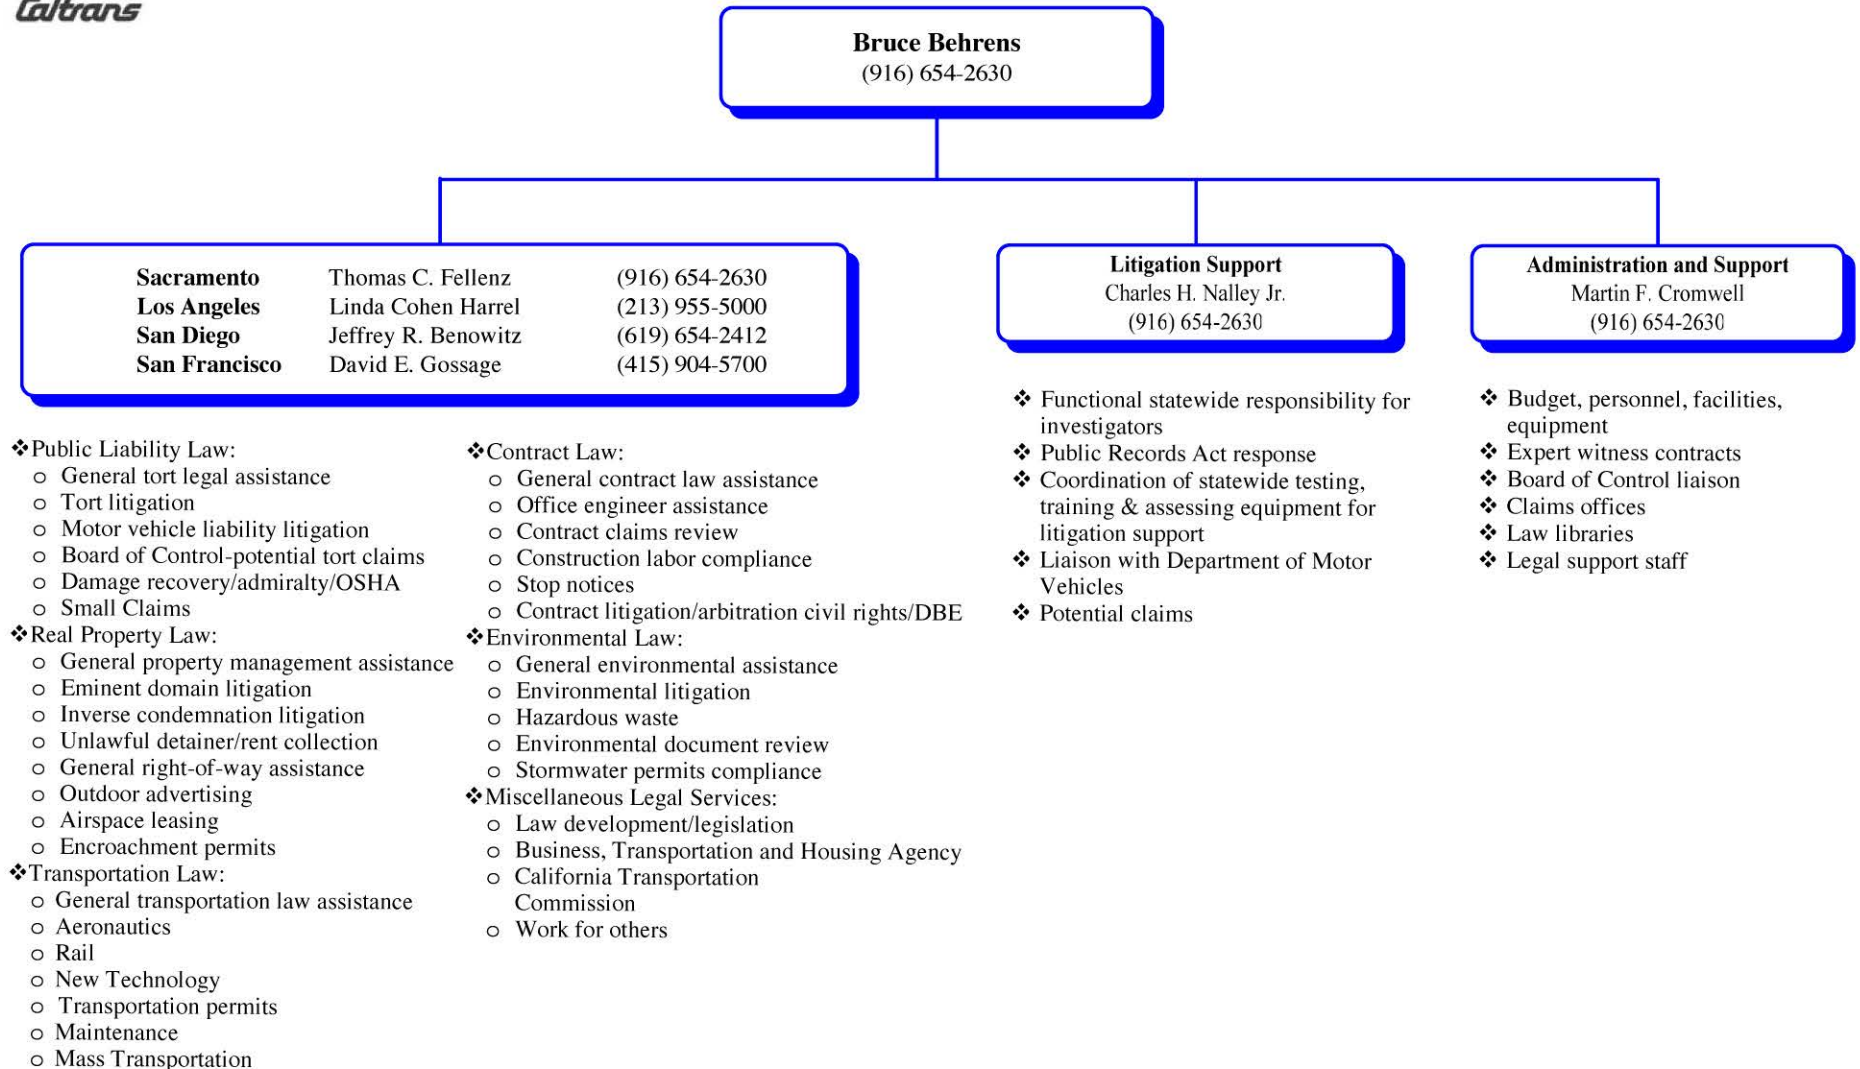 Caltrans
Bruce Behrens
(916) 654-2630
Sacramento Thomas C. Fellenz (916) 654-2630
Los Angeles Linda Cohen Harrel (213) 955-5000
San Diego Jeffrey R. Benowitz (619) 654-2412
San Francisco David E. Gossage (415) 904-5700
❖Public Liability Law:
o General tort legal assistance
o Tort litigation
o Motor vehicle liability litigation
o Board of Control-potential tort claims
o Damage recovery/admiralty/OSHA
o Small Claims
❖Real Property Law:
o General property management assistance
o Eminent domain litigation
o Inverse condemnation litigation
o Unlawful detainer/rent collection
o General right-of-way assistance
o Outdoor advertising
o Airspace leasing
o Encroachment permits
❖Transportation Law:
o General transportation law assistance
o Aeronautics
o Rail
o New Technology
o Transportation permits
o Maintenance
o Mass Transportation
❖Contract Law:
o General contract law assistance
o Office engineer assistance
o Contract claims review
o Construction labor compliance
o Stop notices
o Contract litigation/arbitration civil rights/DBE
❖Environmental Law:
o General environmental assistance
o Environmental litigation
o Hazardous waste
o Environmental document review
o Stormwater permits compliance
❖Miscellaneous Legal Services:
o Law development/legislation
o Business, Transportation and Housing Agency
o California Transportation
Commission
o Work for others
Litigation Support
Charles H. Nalley Jr.
(916) 654-2630
❖ Functional statewide responsibility for
investigators
❖ Public Records Act response
❖ Coordination of statewide testing,
training & assessing equipment for
litigation support
❖ Liaison with Department of Motor
Vehicles
❖ Potential claims
Administration and Support
Martin F. Cromwell
(916) 654-2630
❖ Budget, personnel, facilities,
equipment
❖ Expert witness contracts
❖ Board of Control liaison
❖ Claims offices
❖ Law libraries
❖ Legal support staff